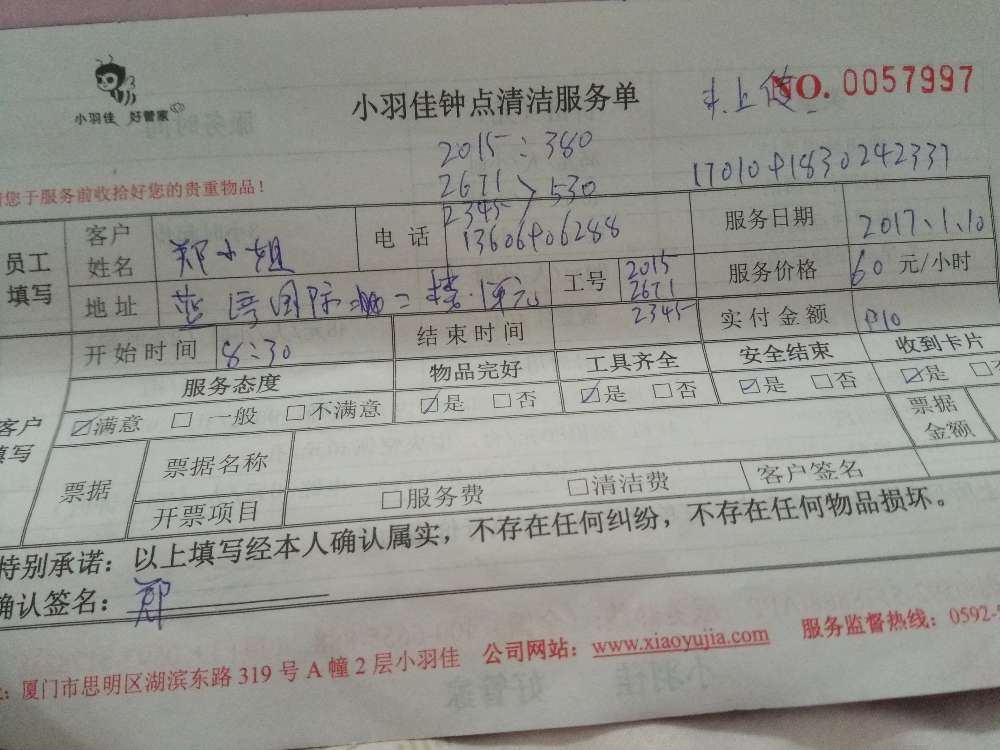 小羽佳 好管家
小羽佳钟点清洁服务单
未上传
NO. 0057997
2015:380
2671 > 530
2345
您于服务前收拾好您的贵重物品!
员工填写
客户姓名
郑小姐
电话
13606406288
服务日期
2017.1.10
地址
国际
二楼
工号
2015
2671
2345
服务价格
60 元/小时
开始时间
8:30
结束时间
实付金额
910
服务态度
物品完好
工具齐全
安全结束
收到卡片
客户填写
☑满意 □一般 □不满意
☑是 □否
☑是 □否
☑是 □否
☑是 □
票据
票据名称
票据金额
开票项目
□服务费 □清洁费
客户签名
特别承诺:以上填写经本人确认属实,不存在任何纠纷,不存在任何物品损坏。
确认签名:郑
厦门市思明区湖滨东路 319 号 A 幢 2 层小羽佳 公司网站:www.xiaoyujia.com 服务监督热线:0592-